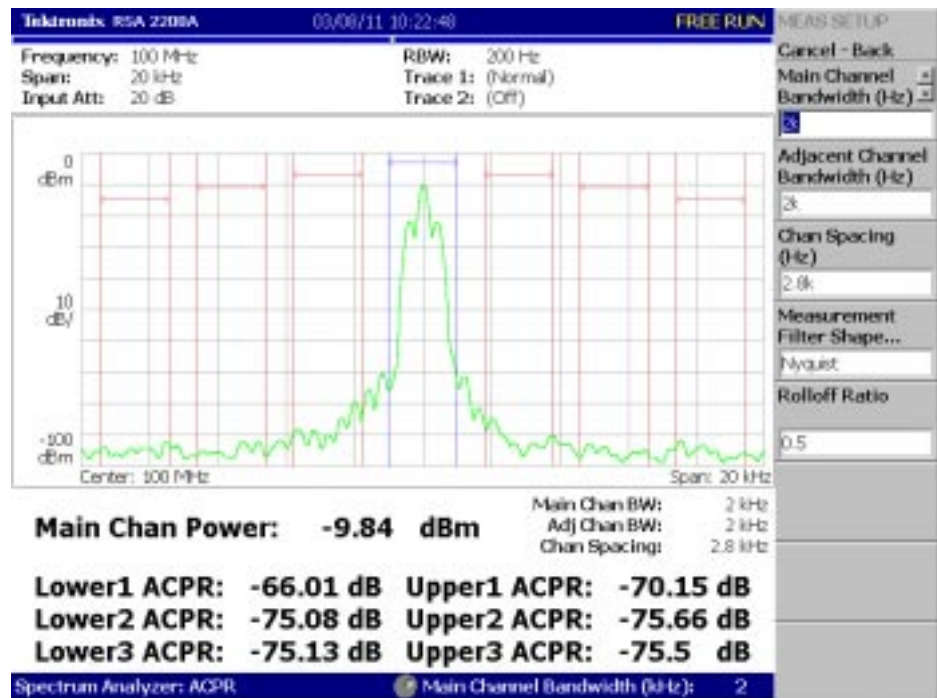 Tektronix RSA 2200A 03/08/11 10:22:48 FREE RUN
Frequency: 100 MHz RBW: 200 Hz
Span: 20 kHz Trace 1: (Normal)
Input Att: 20 dB Trace 2: (Off)
0
dBm
10
dB/
-100
dBm
Center: 100 MHz Span: 20 kHz
Main Chan Power: -9.84 dBm
Main Chan BW: 2 kHz
Adj Chan BW: 2 kHz
Chan Spacing: 2.8 kHz
Lower1 ACPR: -66.01 dB Upper1 ACPR: -70.15 dB
Lower2 ACPR: -75.08 dB Upper2 ACPR: -75.66 dB
Lower3 ACPR: -75.13 dB Upper3 ACPR: -75.5 dB
Spectrum Analyzer: ACPR Main Channel Bandwidth (kHz): 2
MEAS SETUP
Cancel - Back
Main Channel
Bandwidth (Hz)
2k
Adjacent Channel
Bandwidth (Hz)
2k
Chan Spacing
(Hz)
2.8k
Measurement
Filter Shape...
Nyquist
Rolloff Ratio
0.5